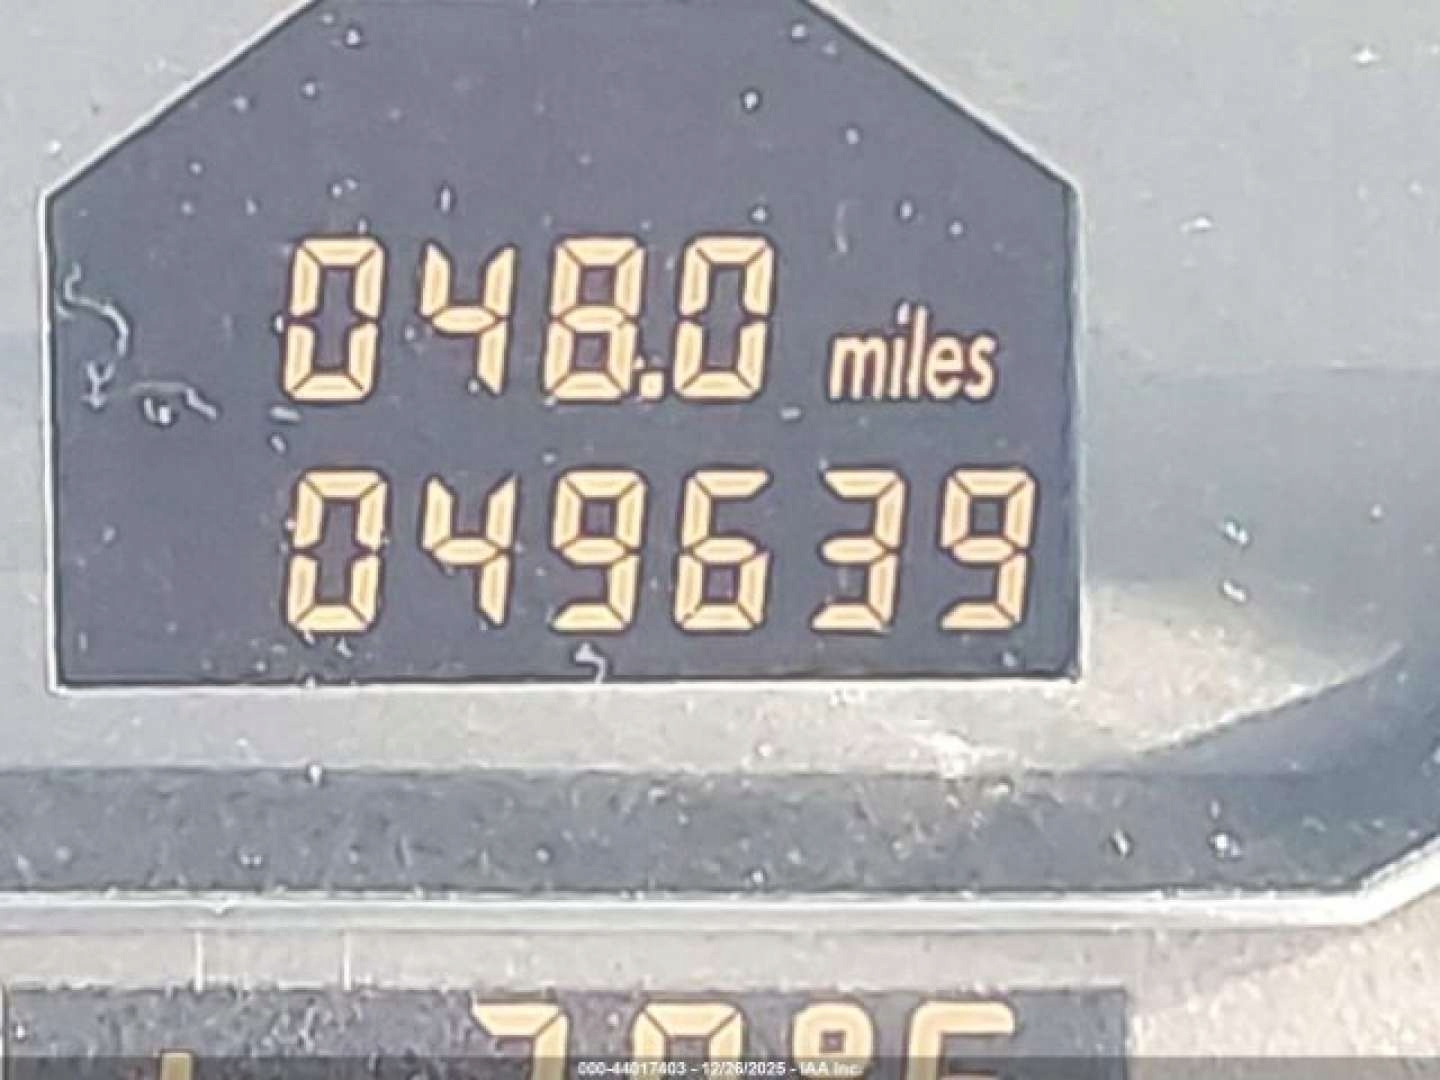 048.0 miles
049639
000-44017403 - 12/26/2025 - IAA Inc.